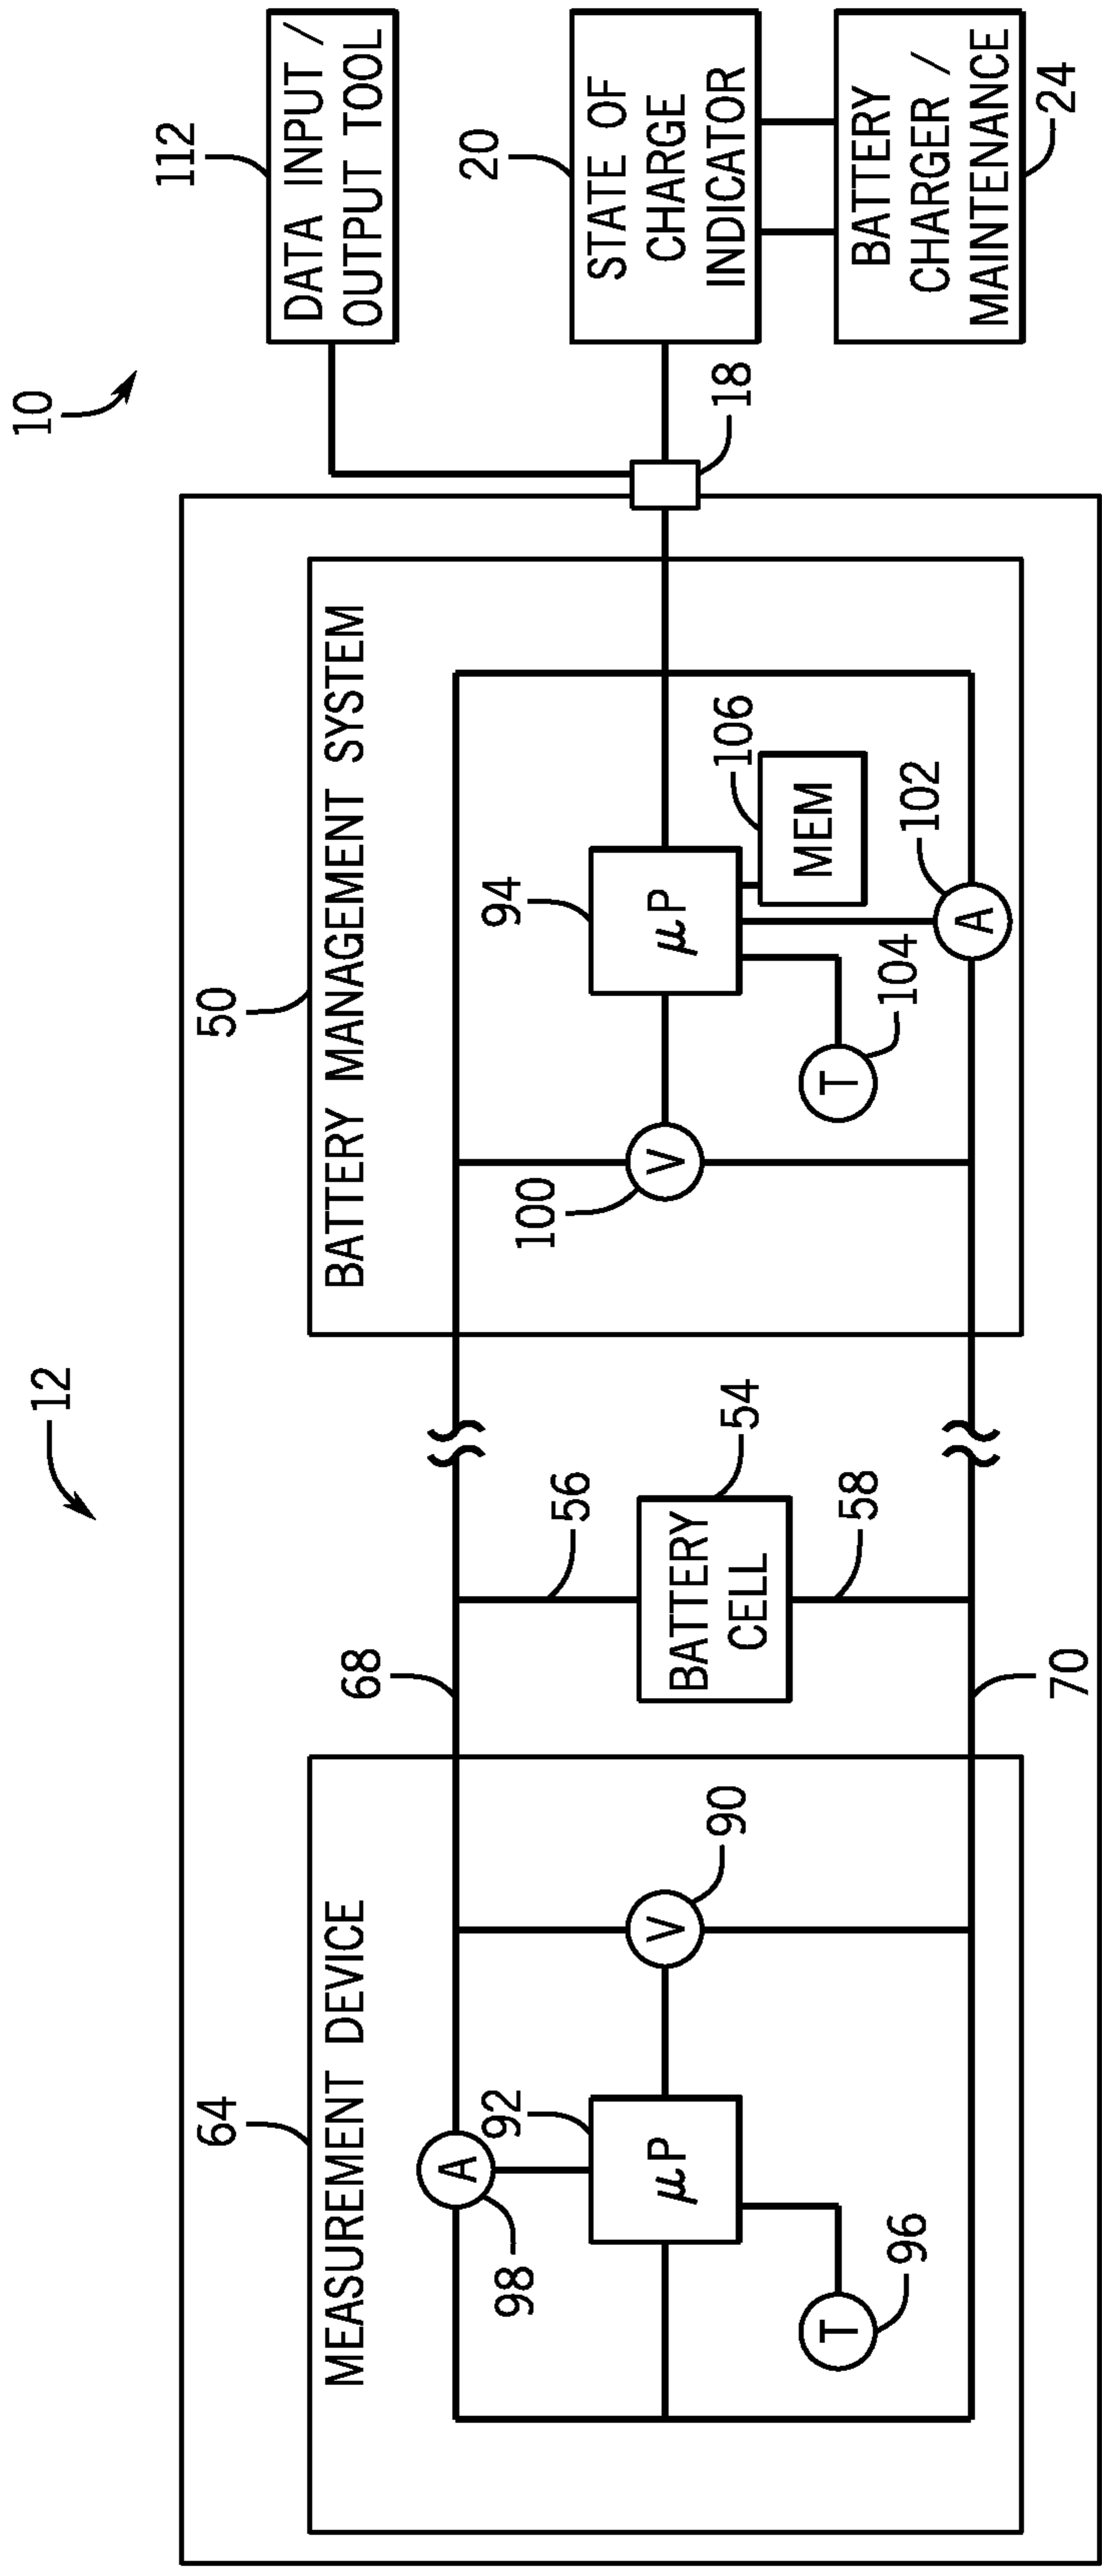 12
10
112
DATA INPUT /
OUTPUT TOOL
64
50
20
MEASUREMENT DEVICE
BATTERY MANAGEMENT SYSTEM
68
A
98
92
μP
V
90
T
96
56
BATTERY
CELL
54
58
70
100
V
94
μP
106
MEM
T
104
A
102
18
STATE OF
CHARGE
INDICATOR
BATTERY
CHARGER /
MAINTENANCE
24